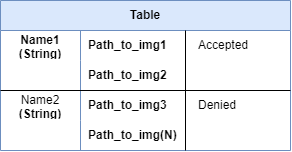 Table
Name1
(String)
Path_to_img1
Path_to_img2
Accepted
Name2
(String)
Path_to_img3
Path_to_img(N)
Denied